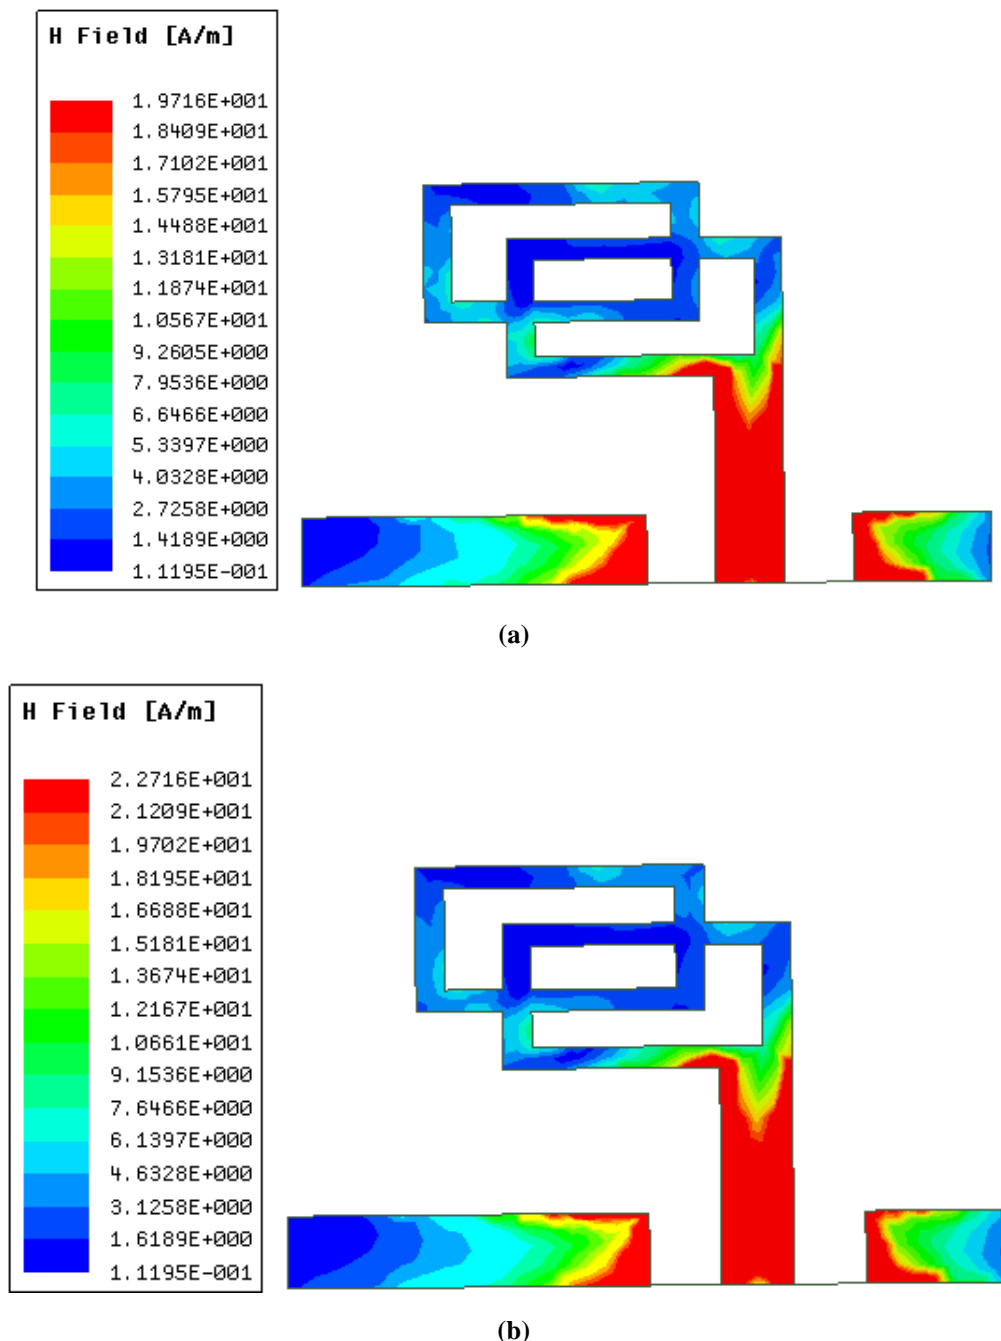 H Field [A/m]
1.9716E+001
1.8409E+001
1.7102E+001
1.5795E+001
1.4488E+001
1.3181E+001
1.1874E+001
1.0567E+001
9.2605E+000
7.9536E+000
6.6466E+000
5.3397E+000
4.0328E+000
2.7258E+000
1.4189E+000
1.1195E-001
(a)
H Field [A/m]
2.2716E+001
2.1209E+001
1.9702E+001
1.8195E+001
1.6688E+001
1.5181E+001
1.3674E+001
1.2167E+001
1.0661E+001
9.1536E+000
7.6466E+000
6.1397E+000
4.6328E+000
3.1258E+000
1.6189E+000
1.1195E-001
(b)